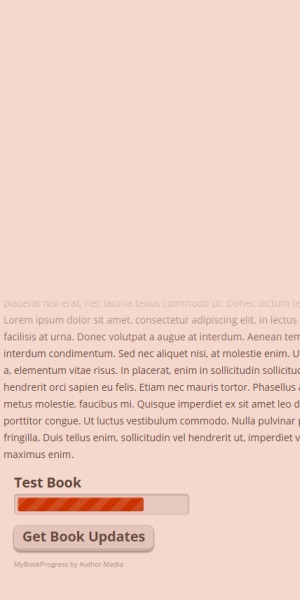 placerat nisi erat, nec lacinia tellus commodo ut. Donec dictum te
Lorem ipsum dolor sit amet, consectetur adipiscing elit. In lectus
facilisis at urna. Donec volutpat a augue at interdum. Aenean tem
interdum condimentum. Sed nec aliquet nisi, at molestie enim. U
a, elementum vitae risus. In placerat, enim in sollicitudin sollicitud
hendrerit orci sapien eu felis. Etiam nec mauris tortor. Phasellus a
metus molestie, faucibus mi. Quisque imperdiet ex sit amet leo d
porttitor congue. Ut luctus vestibulum commodo. Nulla pulvinar p
fringilla. Duis tellus enim, sollicitudin vel hendrerit ut, imperdiet v
maximus enim.
Test Book
Get Book Updates
MyBookProgress by Author Media